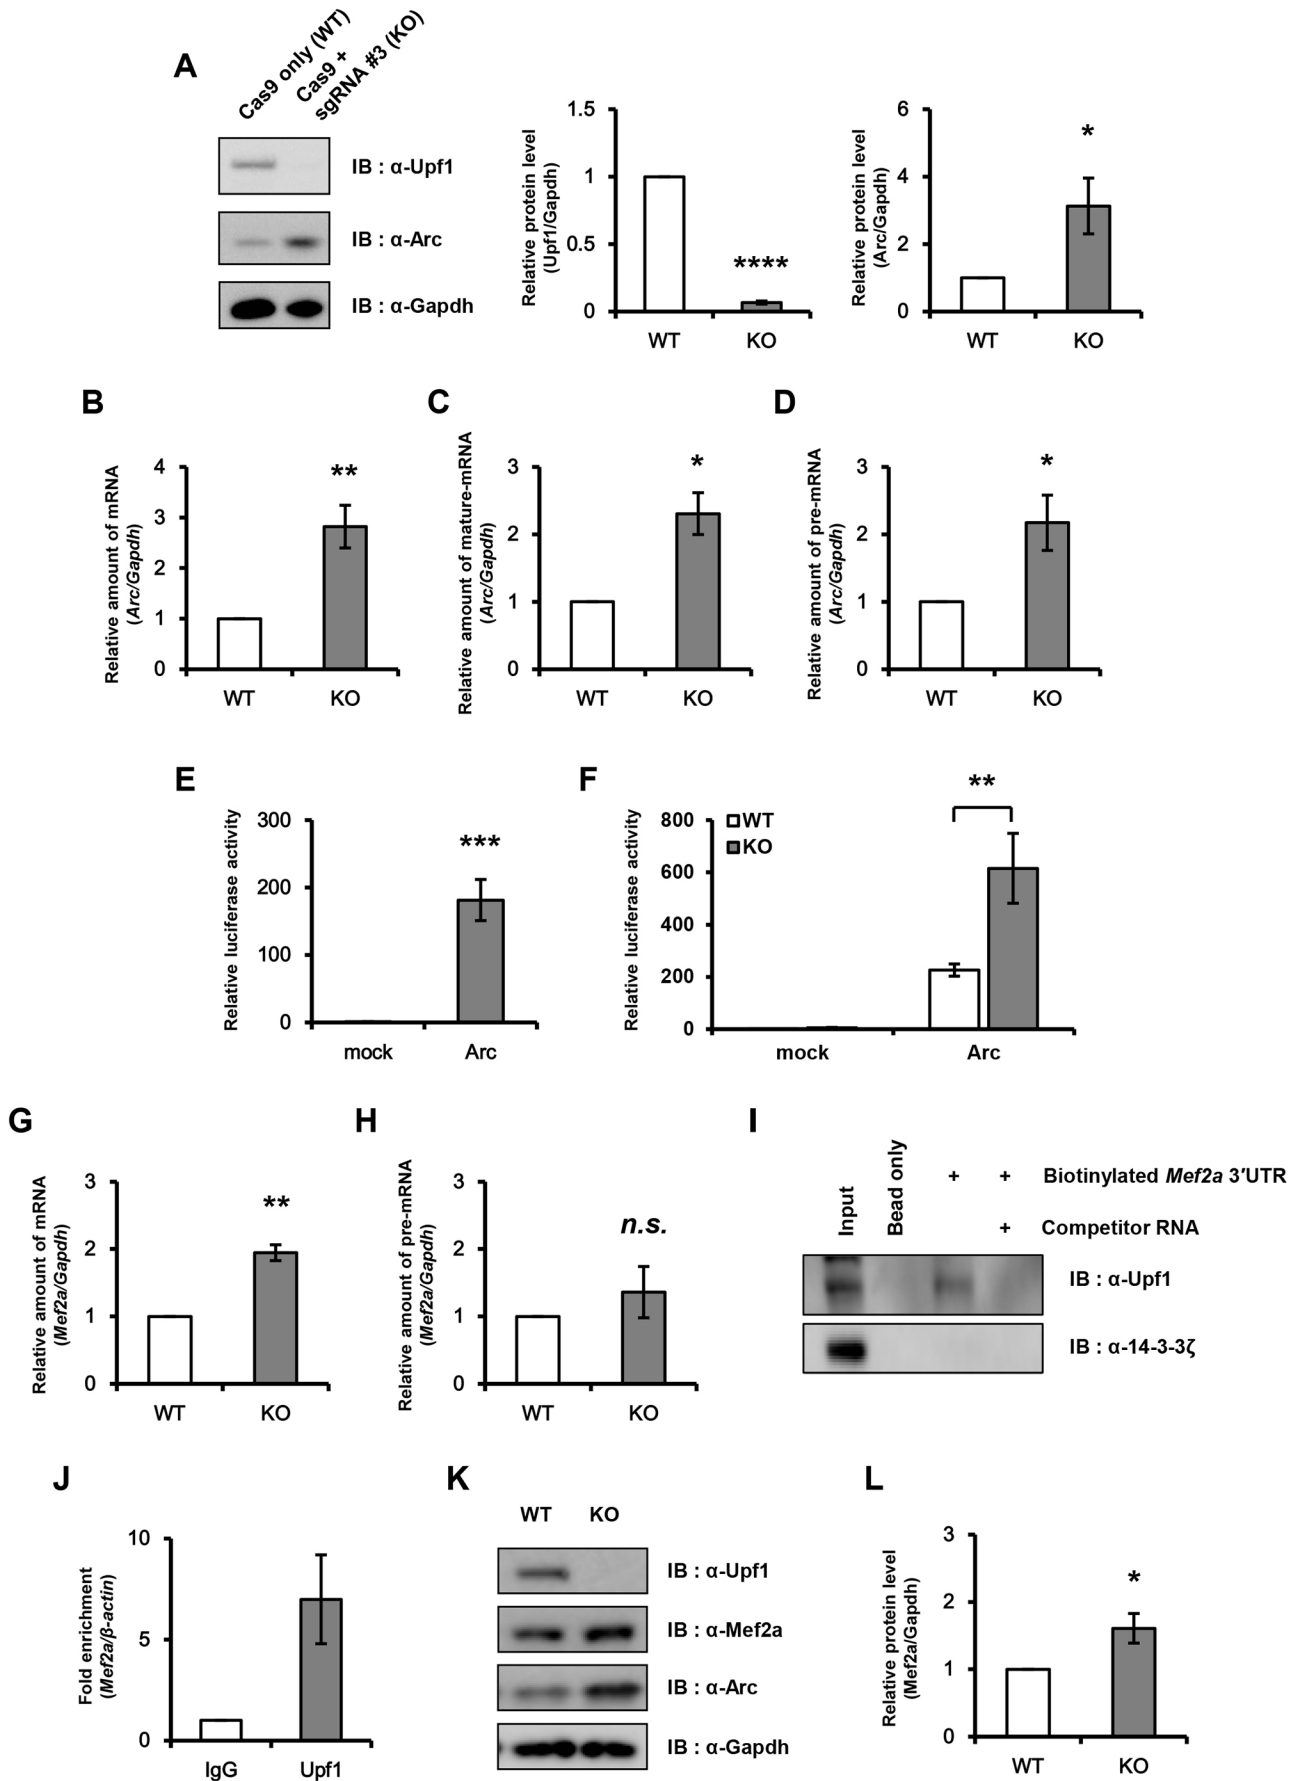 A
Cas9 only (WT)
Cas9 +
sgRNA #3 (KO)
IB : α-Upf1
IB : α-Arc
IB : α-Gapdh
Relative protein level
(Upf1/Gapdh)
1.5
1
0.5
0
****
WT KO
Relative protein level
(Arc/Gapdh)
6
4
2
0
*
WT KO
B
Relative amount of mRNA
(Arc/Gapdh)
4
3
2
1
0
**
WT KO
C
Relative amount of mature-mRNA
(Arc/Gapdh)
3
2
1
0
*
WT KO
D
Relative amount of pre-mRNA
(Arc/Gapdh)
3
2
1
0
*
WT KO
E
Relative luciferase activity
300
200
100
0
***
mock Arc
F
Relative luciferase activity
800
600
400
200
0
WT
KO
**
mock Arc
G
Relative amount of mRNA
(Mef2a/Gapdh)
3
2
1
0
**
WT KO
H
Relative amount of pre-mRNA
(Mef2a/Gapdh)
3
2
1
0
n.s.
WT KO
I
Input
Bead only
+ + Biotinylated Mef2a 3′UTR
+ Competitor RNA
IB : α-Upf1
IB : α-14-3-3ζ
J
Fold enrichment
(Mef2a/β-actin)
10
5
0
IgG Upf1
K
WT KO
IB : α-Upf1
IB : α-Mef2a
IB : α-Arc
IB : α-Gapdh
L
Relative protein level
(Mef2a/Gapdh)
3
2
1
0
*
WT KO